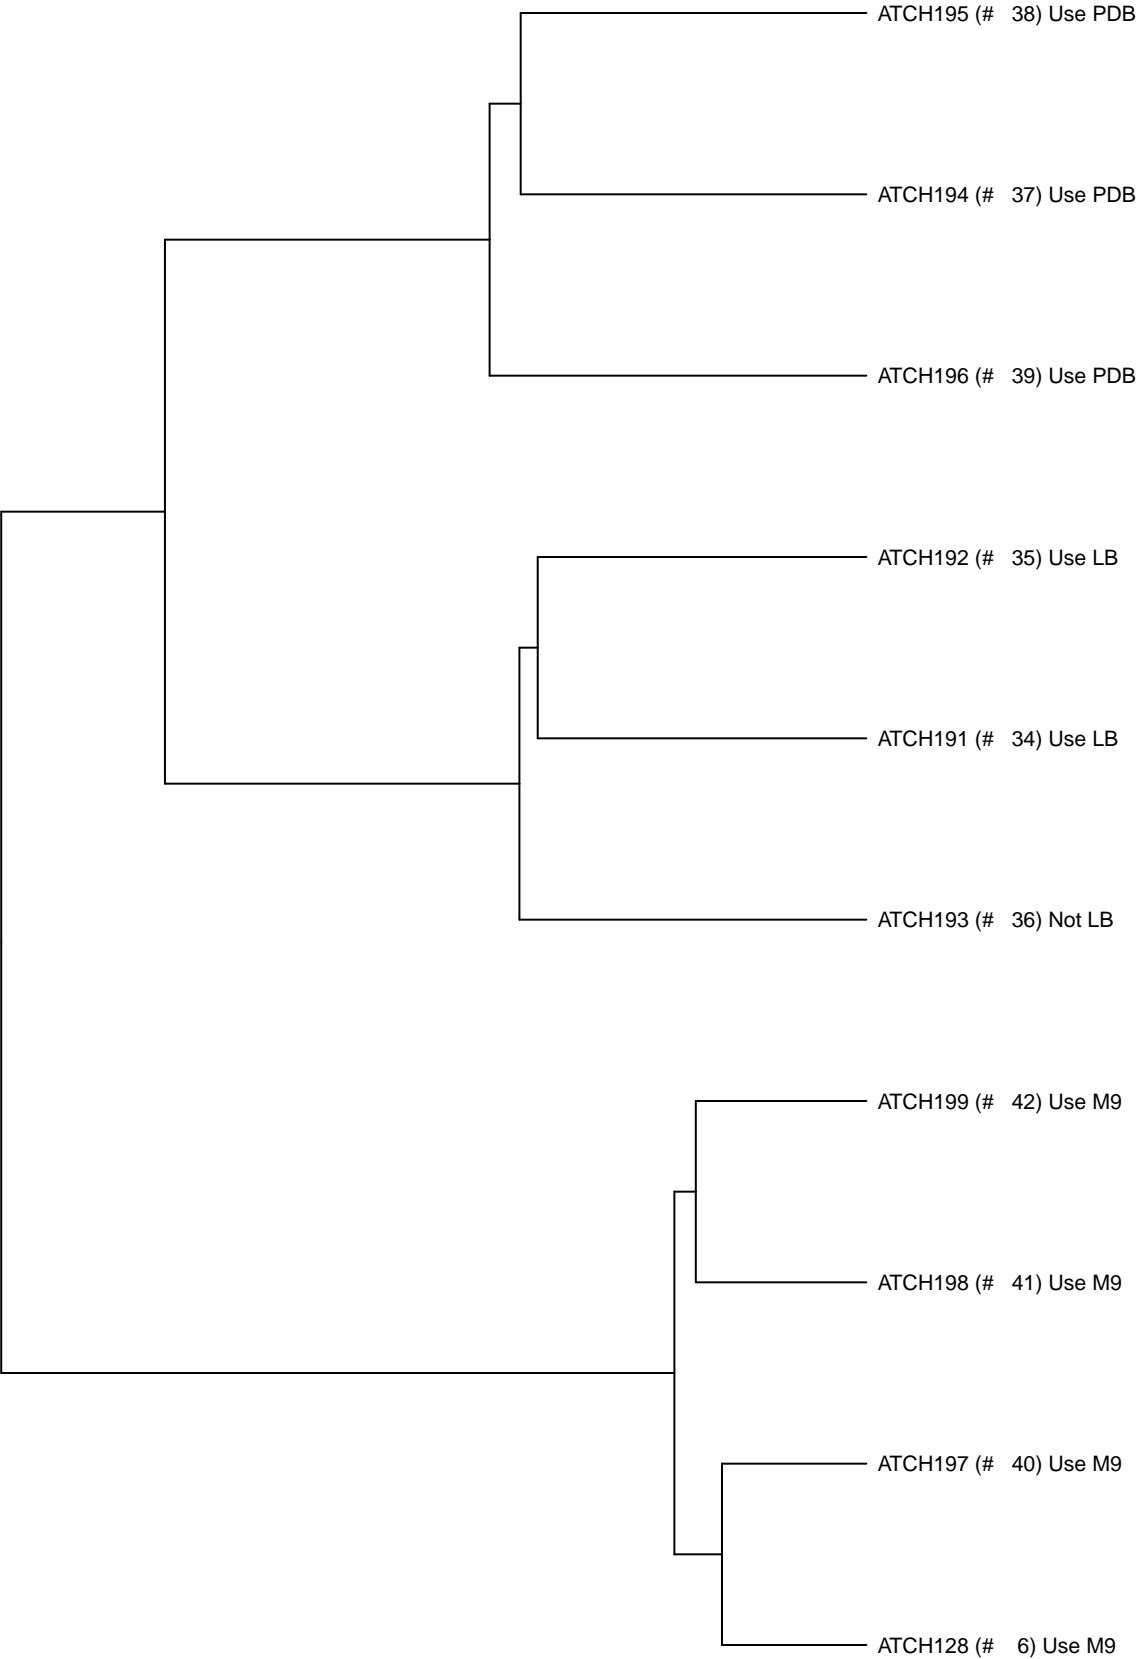 ATCH195 (# 38) Use PDB
ATCH194 (# 37) Use PDB
ATCH196 (# 39) Use PDB
ATCH192 (# 35) Use LB
ATCH191 (# 34) Use LB
ATCH193 (# 36) Not LB
ATCH199 (# 42) Use M9
ATCH198 (# 41) Use M9
ATCH197 (# 40) Use M9
ATCH128 (# 6) Use M9